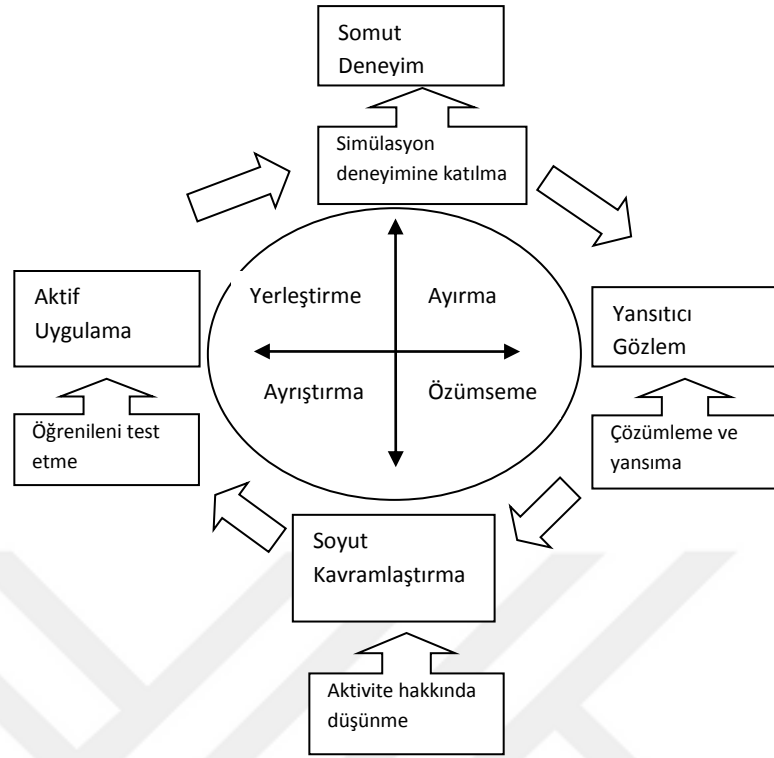 Somut
Deneyim
Simülasyon
deneyimine katılma
Aktif
Uygulama
Yerleştirme
Ayırma
Yansıtıcı
Gözlem
Ayrıştırma
Özümseme
Öğrenileni test
etme
Çözümleme ve
yansıma
Soyut
Kavramlaştırma
Aktivite hakkında
düşünme